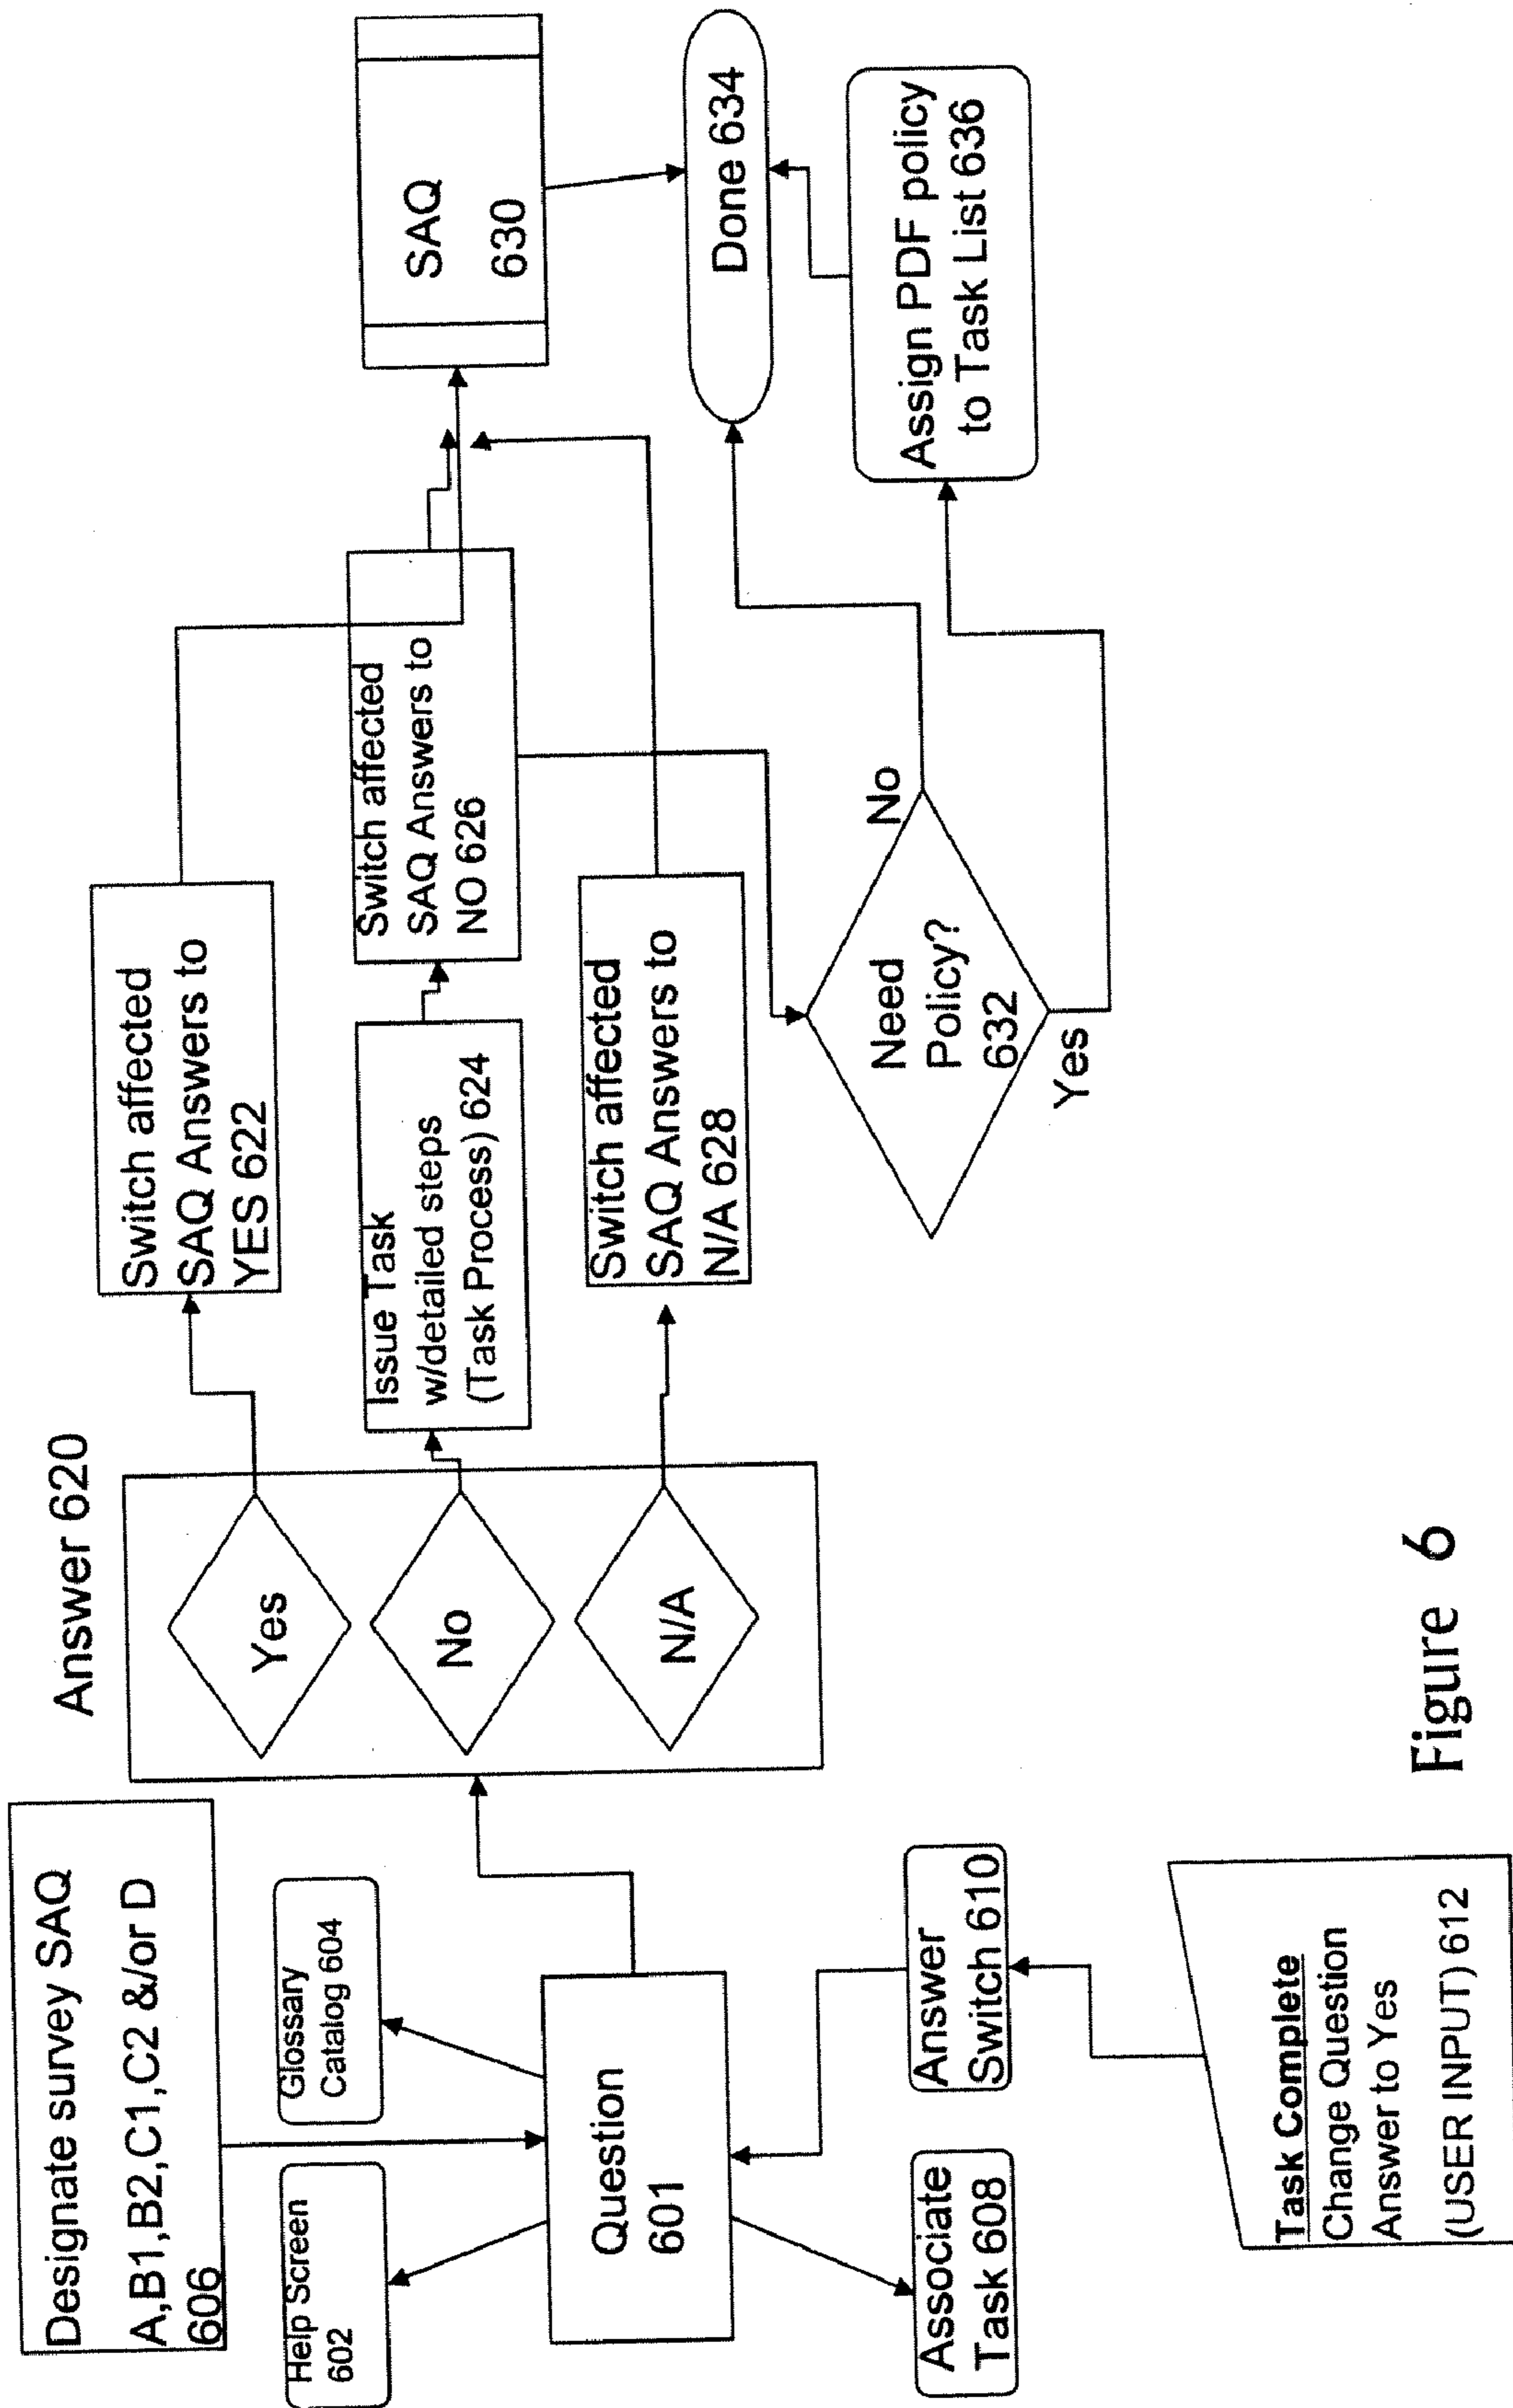 Designate survey SAQ
A,B1,B2,C1,C2 &/or D
606
Help Screen
602
Glossary
Catalog 604
Question
601
Associate
Task 608
Answer
Switch 610
Task Complete
Change Question
Answer to Yes
(USER INPUT) 612
Answer 620
Yes
No
N/A
Switch affected
SAQ Answers to
YES 622
Issue Task
w/detailed steps
(Task Process) 624
Switch affected
SAQ Answers to
NO 626
Switch affected
SAQ Answers to
N/A 628
SAQ
630
Need
Policy?
632
No
Yes
Done 634
Assign PDF policy
to Task List 636
Figure 6